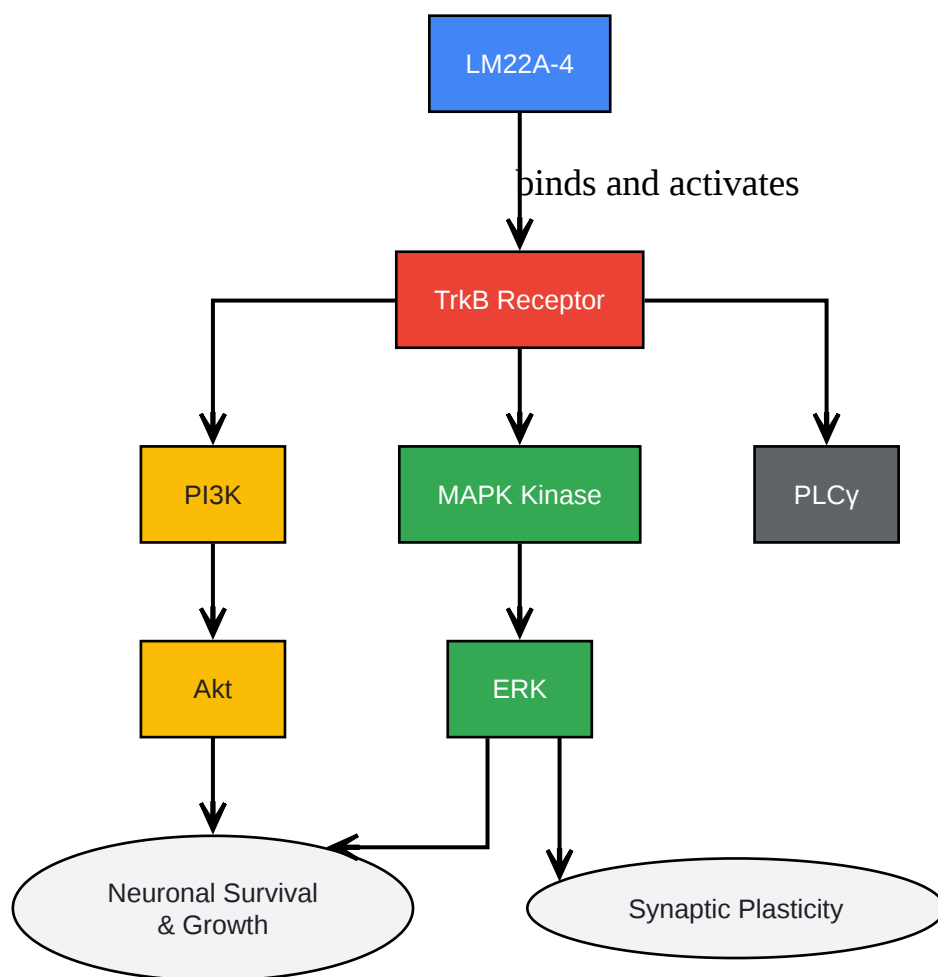 LM22A-4
binds and activates
TrkB Receptor
PI3K
MAPK Kinase
PLCγ
Akt
ERK
Neuronal Survival
& Growth
Synaptic Plasticity